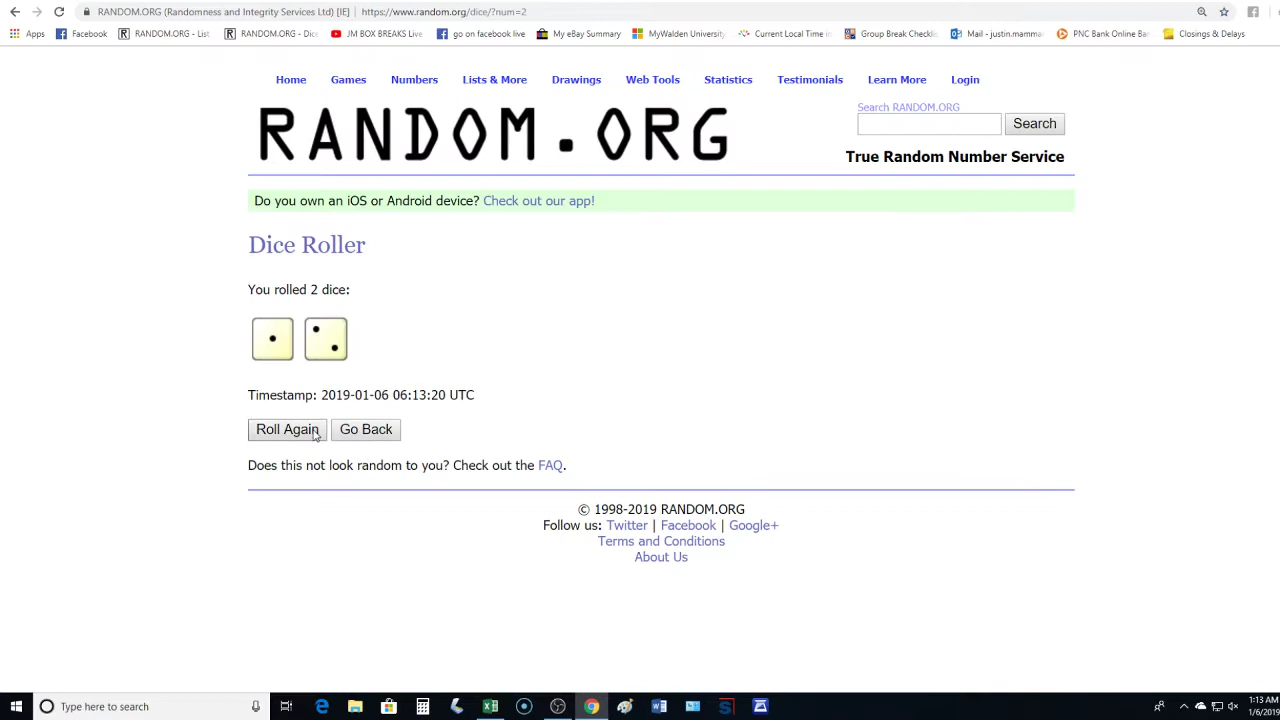 RANDOM.ORG (Randomness and Integrity Services Ltd) [IE] | https://www.random.org/dice/?num=2
Apps Facebook RANDOM.ORG - List RANDOM.ORG - Dic JM BOX BREAKS Live go on facebook live My eBay Summary MyWalden University Current Local Time in Group Break Checklis Mail - justin.mamma PNC Bank Online Ba Closings & Delays
Home Games Numbers Lists & More Drawings Web Tools Statistics Testimonials Learn More Login
RANDOM.ORG
Search RANDOM.ORG
Search
True Random Number Service
Do you own an iOS or Android device? Check out our app!
Dice Roller
You rolled 2 dice:
Timestamp: 2019-01-06 06:13:20 UTC
Roll Again Go Back
Does this not look random to you? Check out the FAQ.
© 1998-2019 RANDOM.ORG
Follow us: Twitter | Facebook | Google+
Terms and Conditions
About Us
Type here to search
1:13 AM
1/6/2019